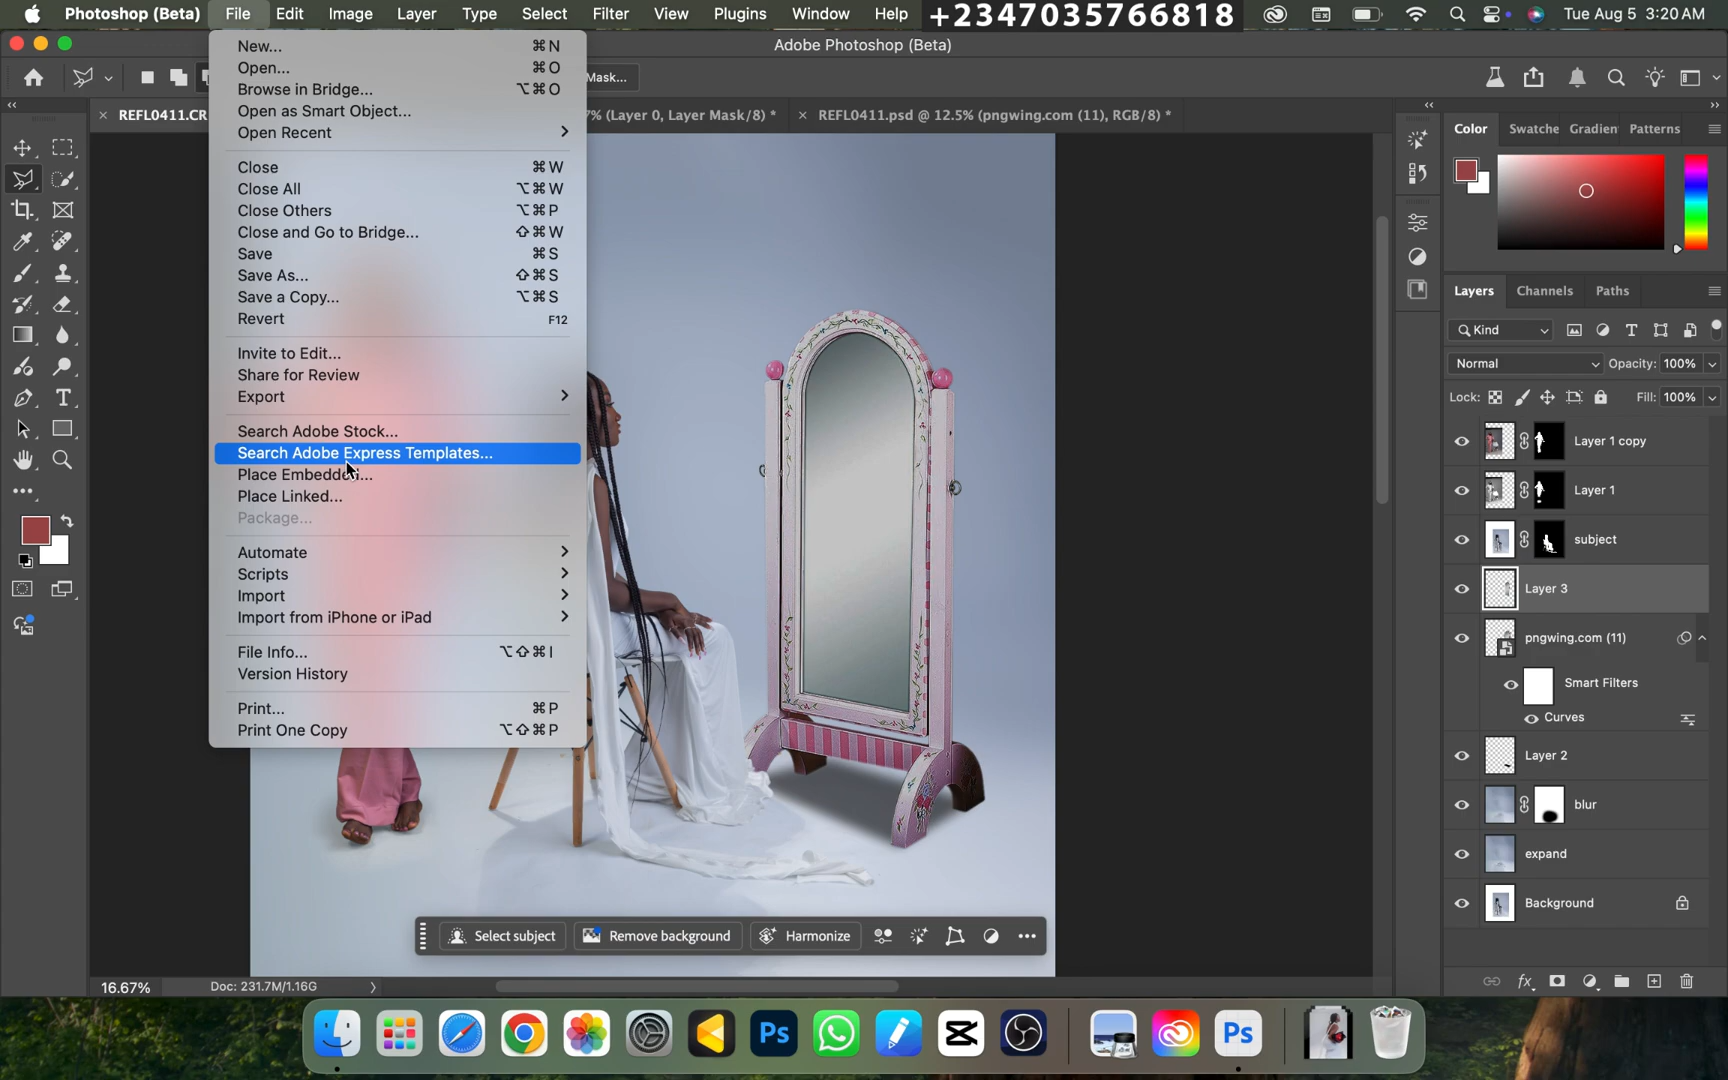 Photoshop (Beta) File Edit Image Layer Type Select Filter View Plugins Window Help +2347035766818 Tue Aug 5 3:20 AM
Adobe Photoshop (Beta)
Mask...
× REFL0411.CR
% (Layer 0, Layer Mask/8) * × REFL0411.psd @ 12.5% (pngwing.com (11), RGB/8) *
New... ⌘N
Open... ⌘O
Browse in Bridge... ⌥⌘O
Open as Smart Object...
Open Recent >
Close ⌘W
Close All ⌥⌘W
Close Others ⌥⌘P
Close and Go to Bridge... ⇧⌘W
Save ⌘S
Save As... ⇧⌘S
Save a Copy... ⌥⌘S
Revert F12
Invite to Edit...
Share for Review
Export >
Search Adobe Stock...
Search Adobe Express Templates...
Place Embedded...
Place Linked...
Package...
Automate >
Scripts >
Import >
Import from iPhone or iPad >
File Info... ⌥⇧⌘I
Version History
Print... ⌘P
Print One Copy ⌥⇧⌘P
Select subject Remove background Harmonize
16.67% Doc: 231.7M/1.16G >
Color Swatche Gradien Patterns
Layers Channels Paths
Kind
Normal Opacity: 100%
Lock: Fill: 100%
Layer 1 copy
Layer 1
subject
Layer 3
pngwing.com (11)
Smart Filters
Curves
Layer 2
blur
expand
Background
fx
Ps Ps